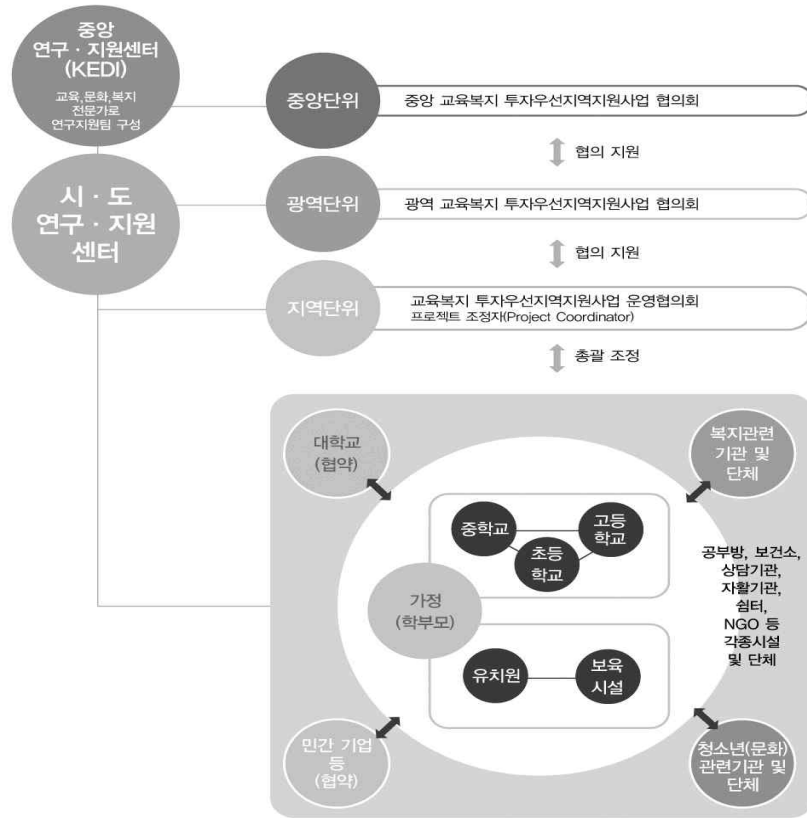 중앙
연구·지원센터
(KEDI)
교육,문화,복지
전문가로
연구지원팀 구성
시·도
연구·지원
센터
중앙단위
중앙 교육복지 투자우선지역지원사업 협의회
협의 지원
광역단위
광역 교육복지 투자우선지역지원사업 협의회
협의 지원
지역단위
교육복지 투자우선지역지원사업 운영협의회
프로젝트 조정자(Project Coordinator)
총괄 조정
대학교
(협약)
복지관련
기관 및
단체
중학교
고등
학교
초등
학교
가정
(학부모)
유치원
보육
시설
공부방, 보건소,
상담기관,
자활기관,
쉼터,
NGO 등
각종시설
및 단체
민간 기업
등
(협약)
청소년(문화)
관련기관 및
단체